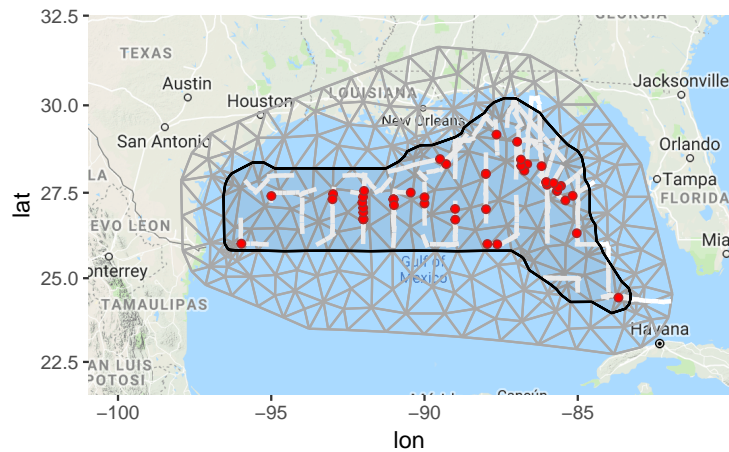 32.5
GEORGIA
TEXAS
Austin
Jacksonville
LOUISIANA
Houston
30.0
New Orleans
San Antonio
Orlando
LA
Tampa
27.5
FLORIDA
EVO LEON
Mia
Gulf of
Mexico
onterrey
25.0
TAMAULIPAS
Havana
22.5
AN LUIS
POTOSI
Cancún
−100
−95
−90
−85
lat
lon